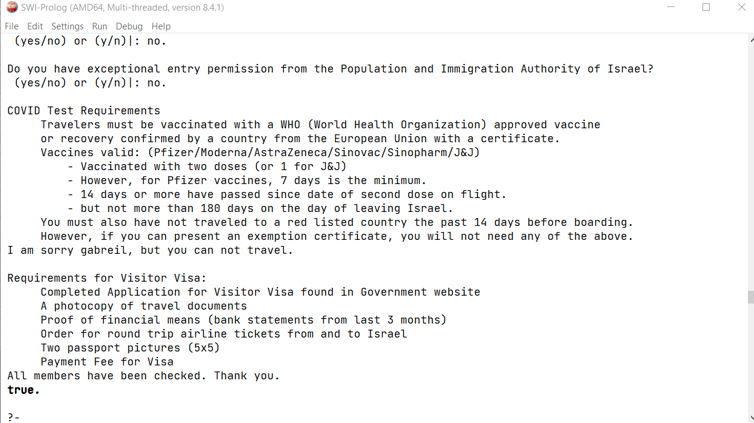 SWI-Prolog (AMD64, Multi-threaded, version 8.4.1)
File Edit Settings Run Debug Help
(yes/no) or (y/n)|: no.
Do you have exceptional entry permission from the Population and Immigration Authority of Israel?
(yes/no) or (y/n)|: no.
COVID Test Requirements
Travelers must be vaccinated with a WHO (World Health Organization) approved vaccine
or recovery confirmed by a country from the European Union with a certificate.
Vaccines valid: (Pfizer/Moderna/AstraZeneca/Sinovac/Sinopharm/J&J)
- Vaccinated with two doses (or 1 for J&J)
- However, for Pfizer vaccines, 7 days is the minimum.
- 14 days or more have passed since date of second dose on flight.
- but not more than 180 days on the day of leaving Israel.
You must also have not traveled to a red listed country the past 14 days before boarding.
However, if you can present an exemption certificate, you will not need any of the above.
I am sorry gabreil, but you can not travel.
Requirements for Visitor Visa:
Completed Application for Visitor Visa found in Government website
A photocopy of travel documents
Proof of financial means (bank statements from last 3 months)
Order for round trip airline tickets from and to Israel
Two passport pictures (5x5)
Payment Fee for Visa
All members have been checked. Thank you.
true.
?-